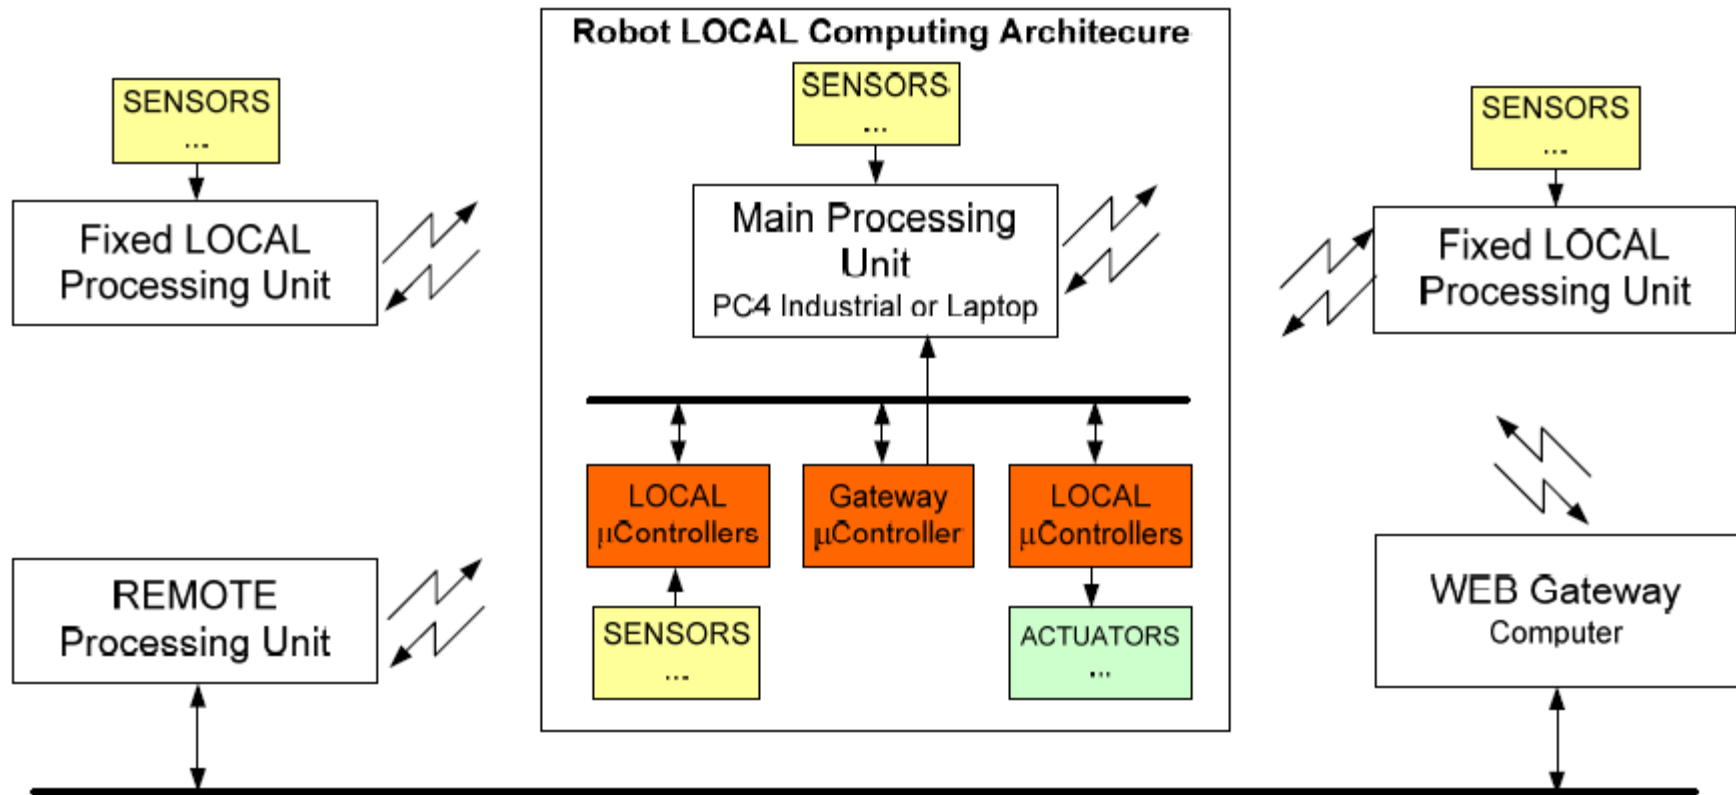 Robot LOCAL Computing Architecure
SENSORS
...
Fixed LOCAL
Processing Unit
SENSORS
...
Main Processing
Unit
PC4 Industrial or Laptop
SENSORS
...
Fixed LOCAL
Processing Unit
LOCAL
μControllers
Gateway
μController
LOCAL
μControllers
SENSORS
...
ACTUATORS
...
REMOTE
Processing Unit
WEB Gateway
Computer